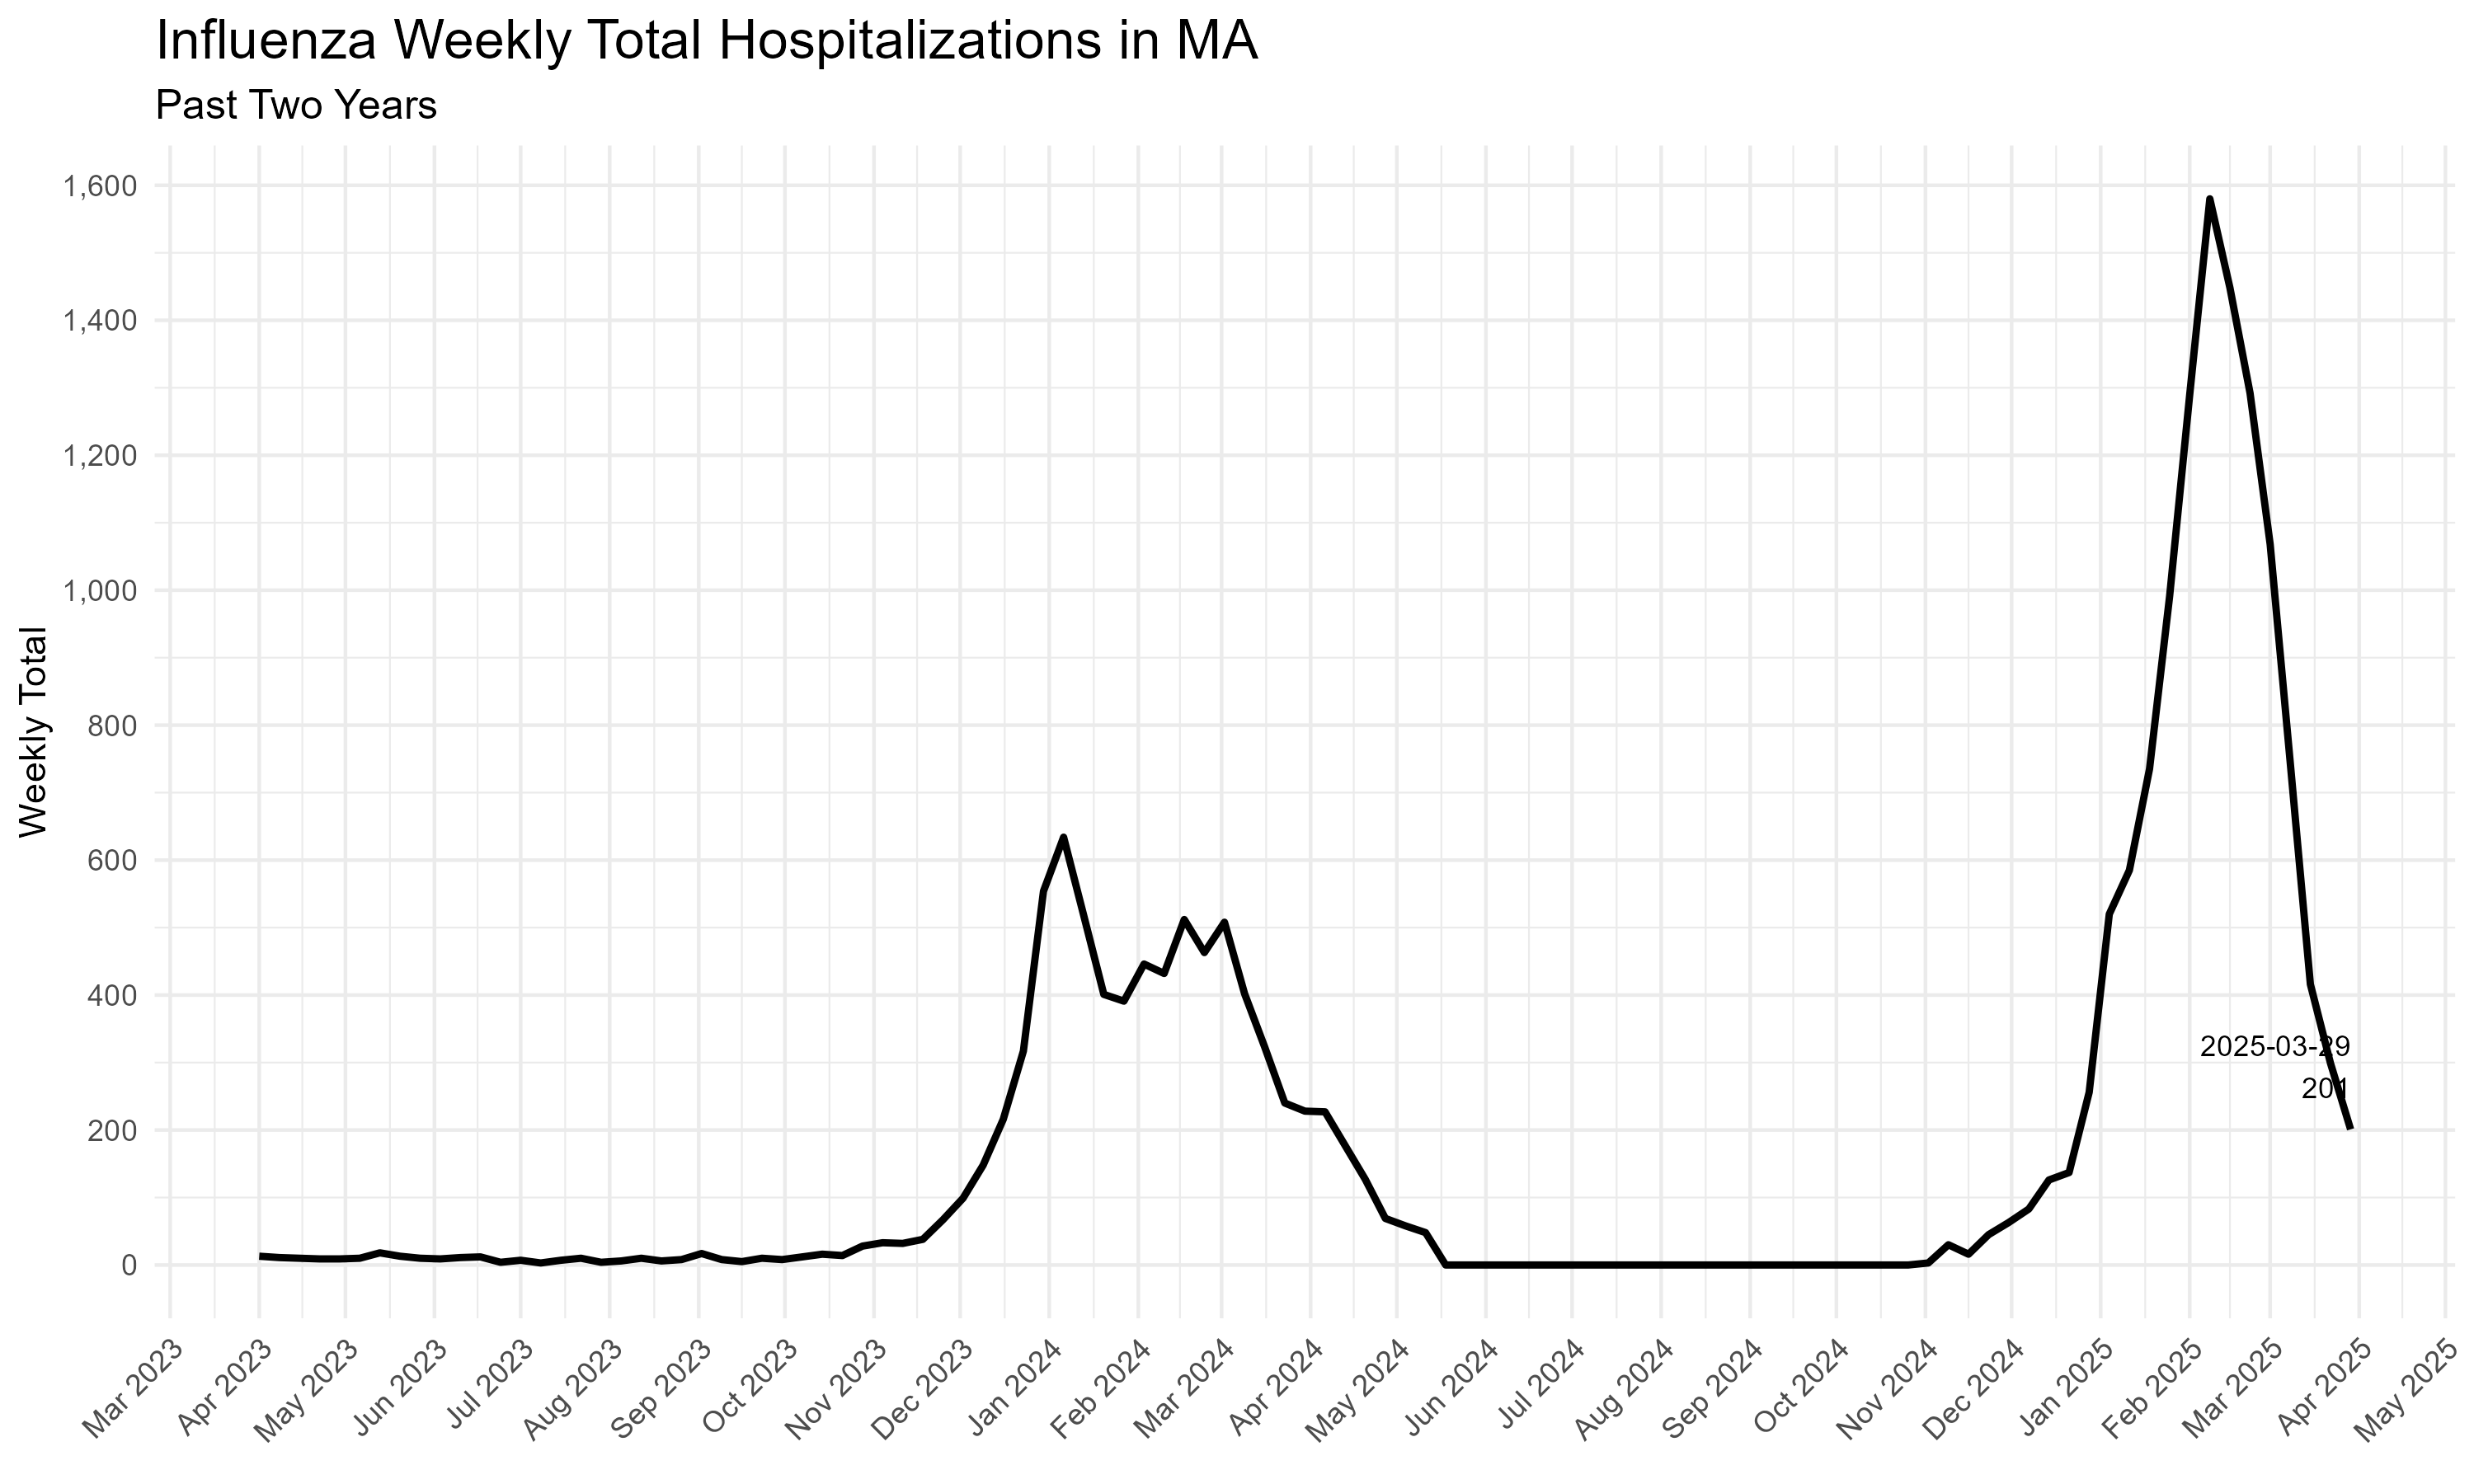 Influenza Weekly Total Hospitalizations in MA
Past Two Years
Weekly Total
1,600
1,400
1,200
1,000
800
600
400
200
0
2025-03-29
201
Mar 2023
Apr 2023
May 2023
Jun 2023
Jul 2023
Aug 2023
Sep 2023
Oct 2023
Nov 2023
Dec 2023
Jan 2024
Feb 2024
Mar 2024
Apr 2024
May 2024
Jun 2024
Jul 2024
Aug 2024
Sep 2024
Oct 2024
Nov 2024
Dec 2024
Jan 2025
Feb 2025
Mar 2025
Apr 2025
May 2025